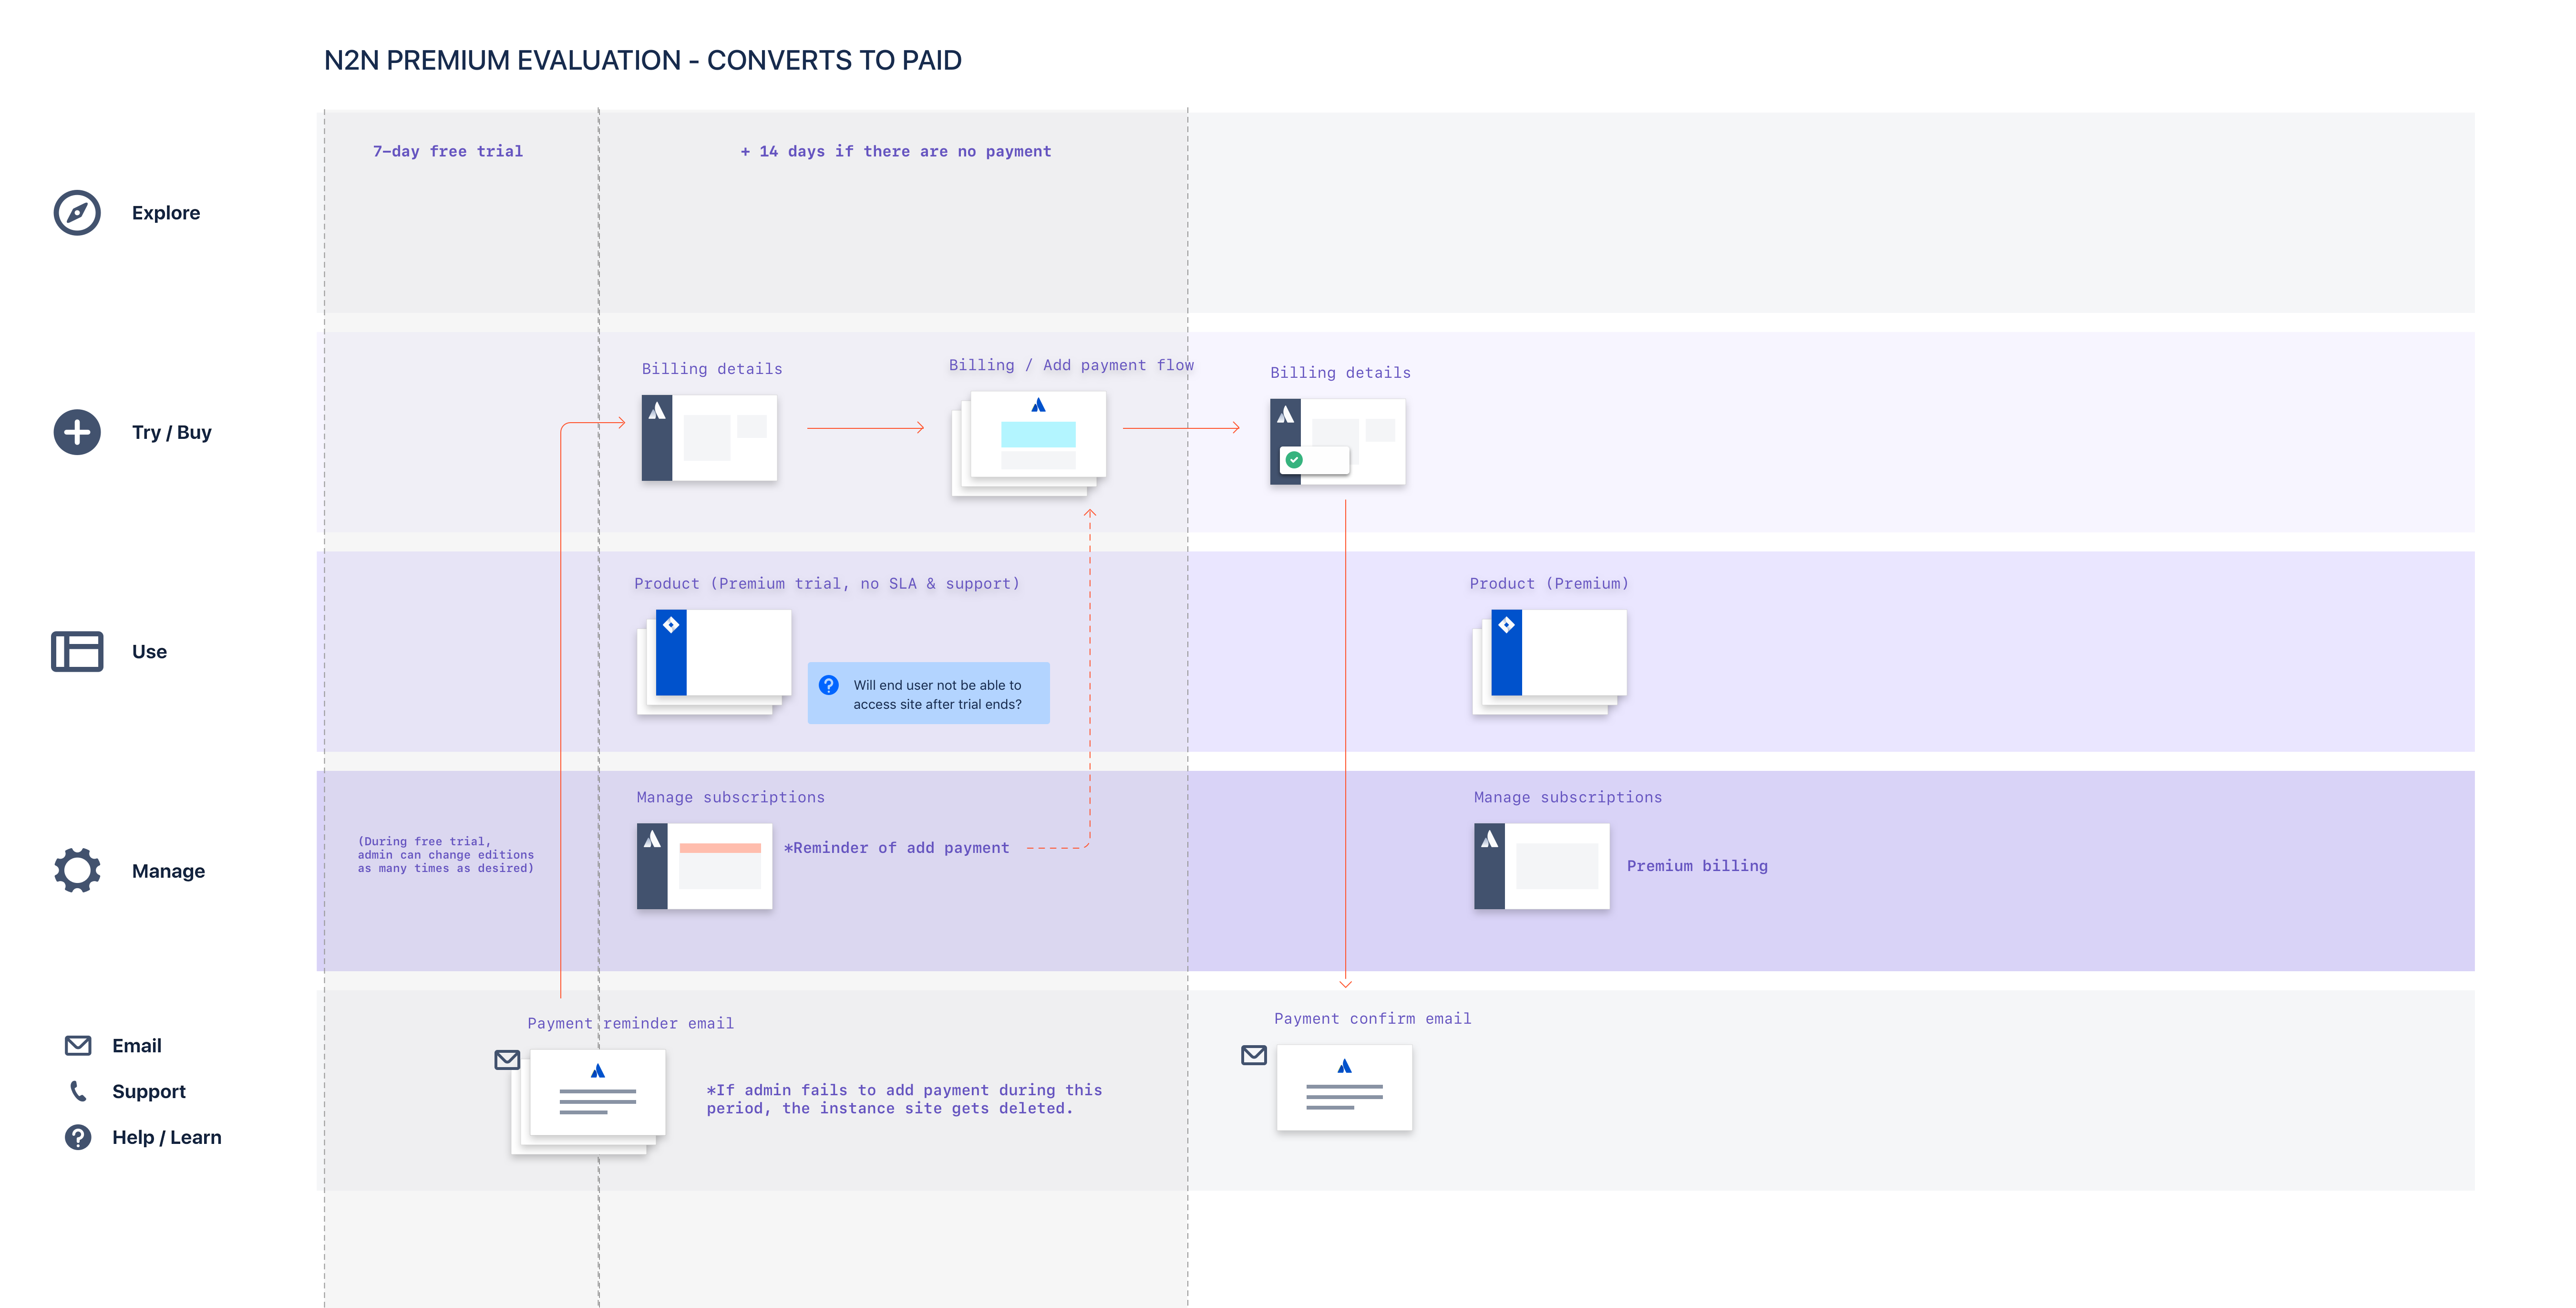 N2N PREMIUM EVALUATION - CONVERTS TO PAID
7-day free trial
+ 14 days if there are no payment
Explore
Try / Buy
Billing details
Billing / Add payment flow
Billing details
Use
Product (Premium trial, no SLA & support)
Will end user not be able to
access site after trial ends?
Product (Premium)
Manage
(During free trial,
admin can change editions
as many times as desired)
Manage subscriptions
*Reminder of add payment
Manage subscriptions
Premium billing
Email
Support
Help / Learn
Payment reminder email
*If admin fails to add payment during this
period, the instance site gets deleted.
Payment confirm email